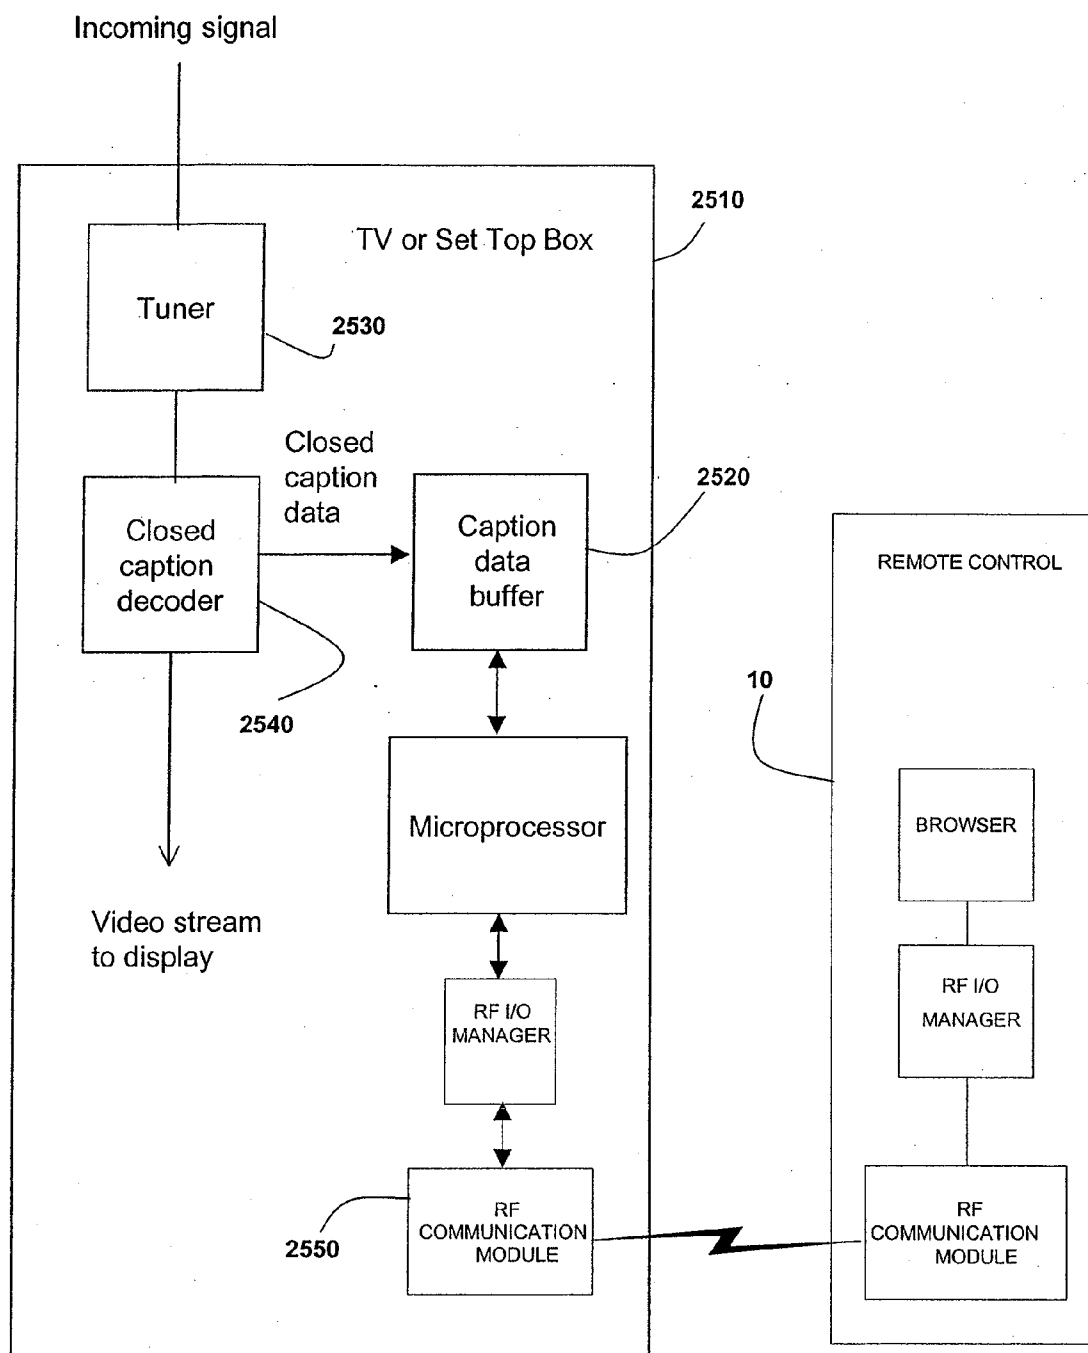 Incoming signal
2510
TV or Set Top Box
Tuner
2530
Closed
caption
data
2520
Closed
caption
decoder
Caption
data
buffer
REMOTE CONTROL
10
2540
Microprocessor
BROWSER
Video stream
to display
RF I/O
MANAGER
RF I/O
MANAGER
2550
RF
COMMUNICATION
MODULE
RF
COMMUNICATION
MODULE